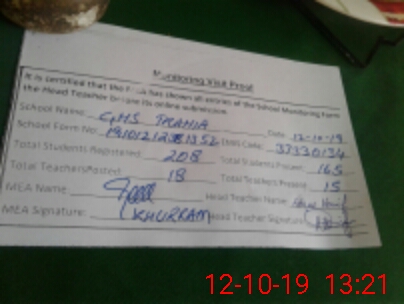 Monitoring Visit Proof
It is certified that the has shown all entries of the School Monitoring Form
the Head Teacher before its online submission.
School Name: GHS Date 12-10-19
School Form No: EMIS Code: 37330134
Total Students Registered: 208 Total Students Present: 165
Total Teachers Posted: 18 Total Teachers Present: 15
MEA Name: Head Teacher Name:
MEA Signature: KHURRAM Head Teacher Signature:
12-10-19 13:21